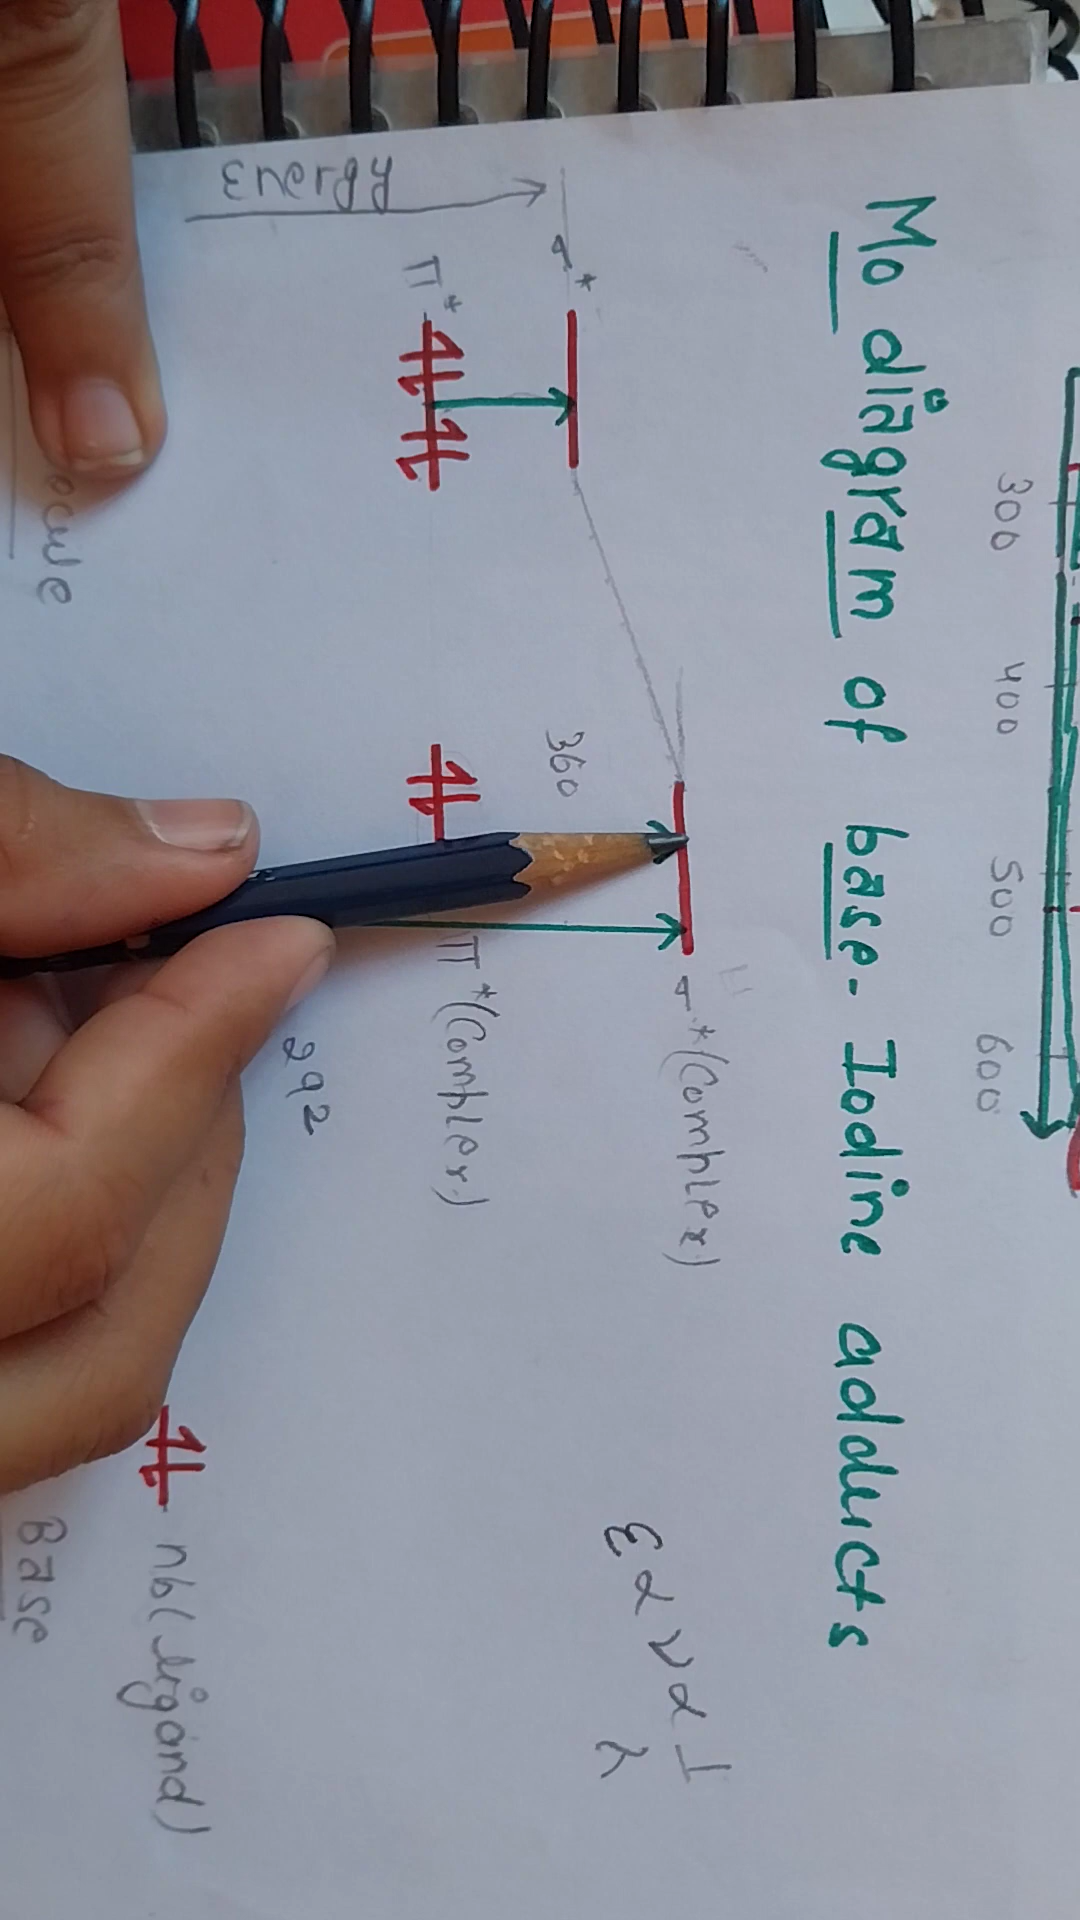 300 400 500 600
Mo diagram of base-Iodine adducts
Energy
σ*
σ*(Complex)
E α ν α 1
λ
360
π*
π*(Complex)
292
nb(ligand)
Base